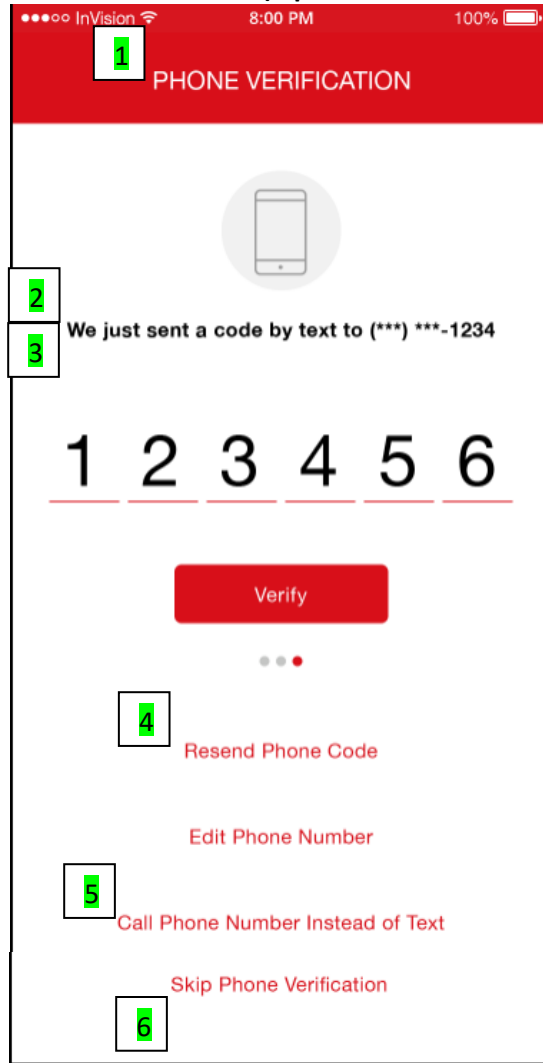 InVision 8:00 PM 100%
1
PHONE VERIFICATION
2
We just sent a code by text to (***) ***-1234
3
1 2 3 4 5 6
Verify
4
Resend Phone Code
Edit Phone Number
5
Call Phone Number Instead of Text
Skip Phone Verification
6